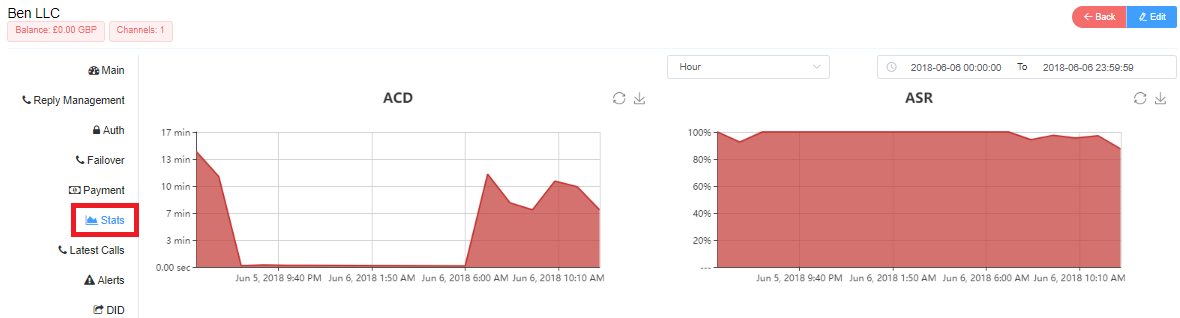 Ben LLC
Balance: £0.00 GBP Channels: 1
Back Edit
Main
Reply Management
Auth
Failover
Payment
Stats
Latest Calls
Alerts
DID
Hour
2018-06-06 00:00:00 To 2018-06-06 23:59:59
ACD
17 min
13 min
10 min
7 min
3 min
0.00 sec
Jun 5, 2018 9:40 PM Jun 6, 2018 1:50 AM Jun 6, 2018 6:00 AM Jun 6, 2018 10:10 AM
ASR
100%
80%
60%
40%
20%
---
Jun 5, 2018 9:40 PM Jun 6, 2018 1:50 AM Jun 6, 2018 6:00 AM Jun 6, 2018 10:10 AM